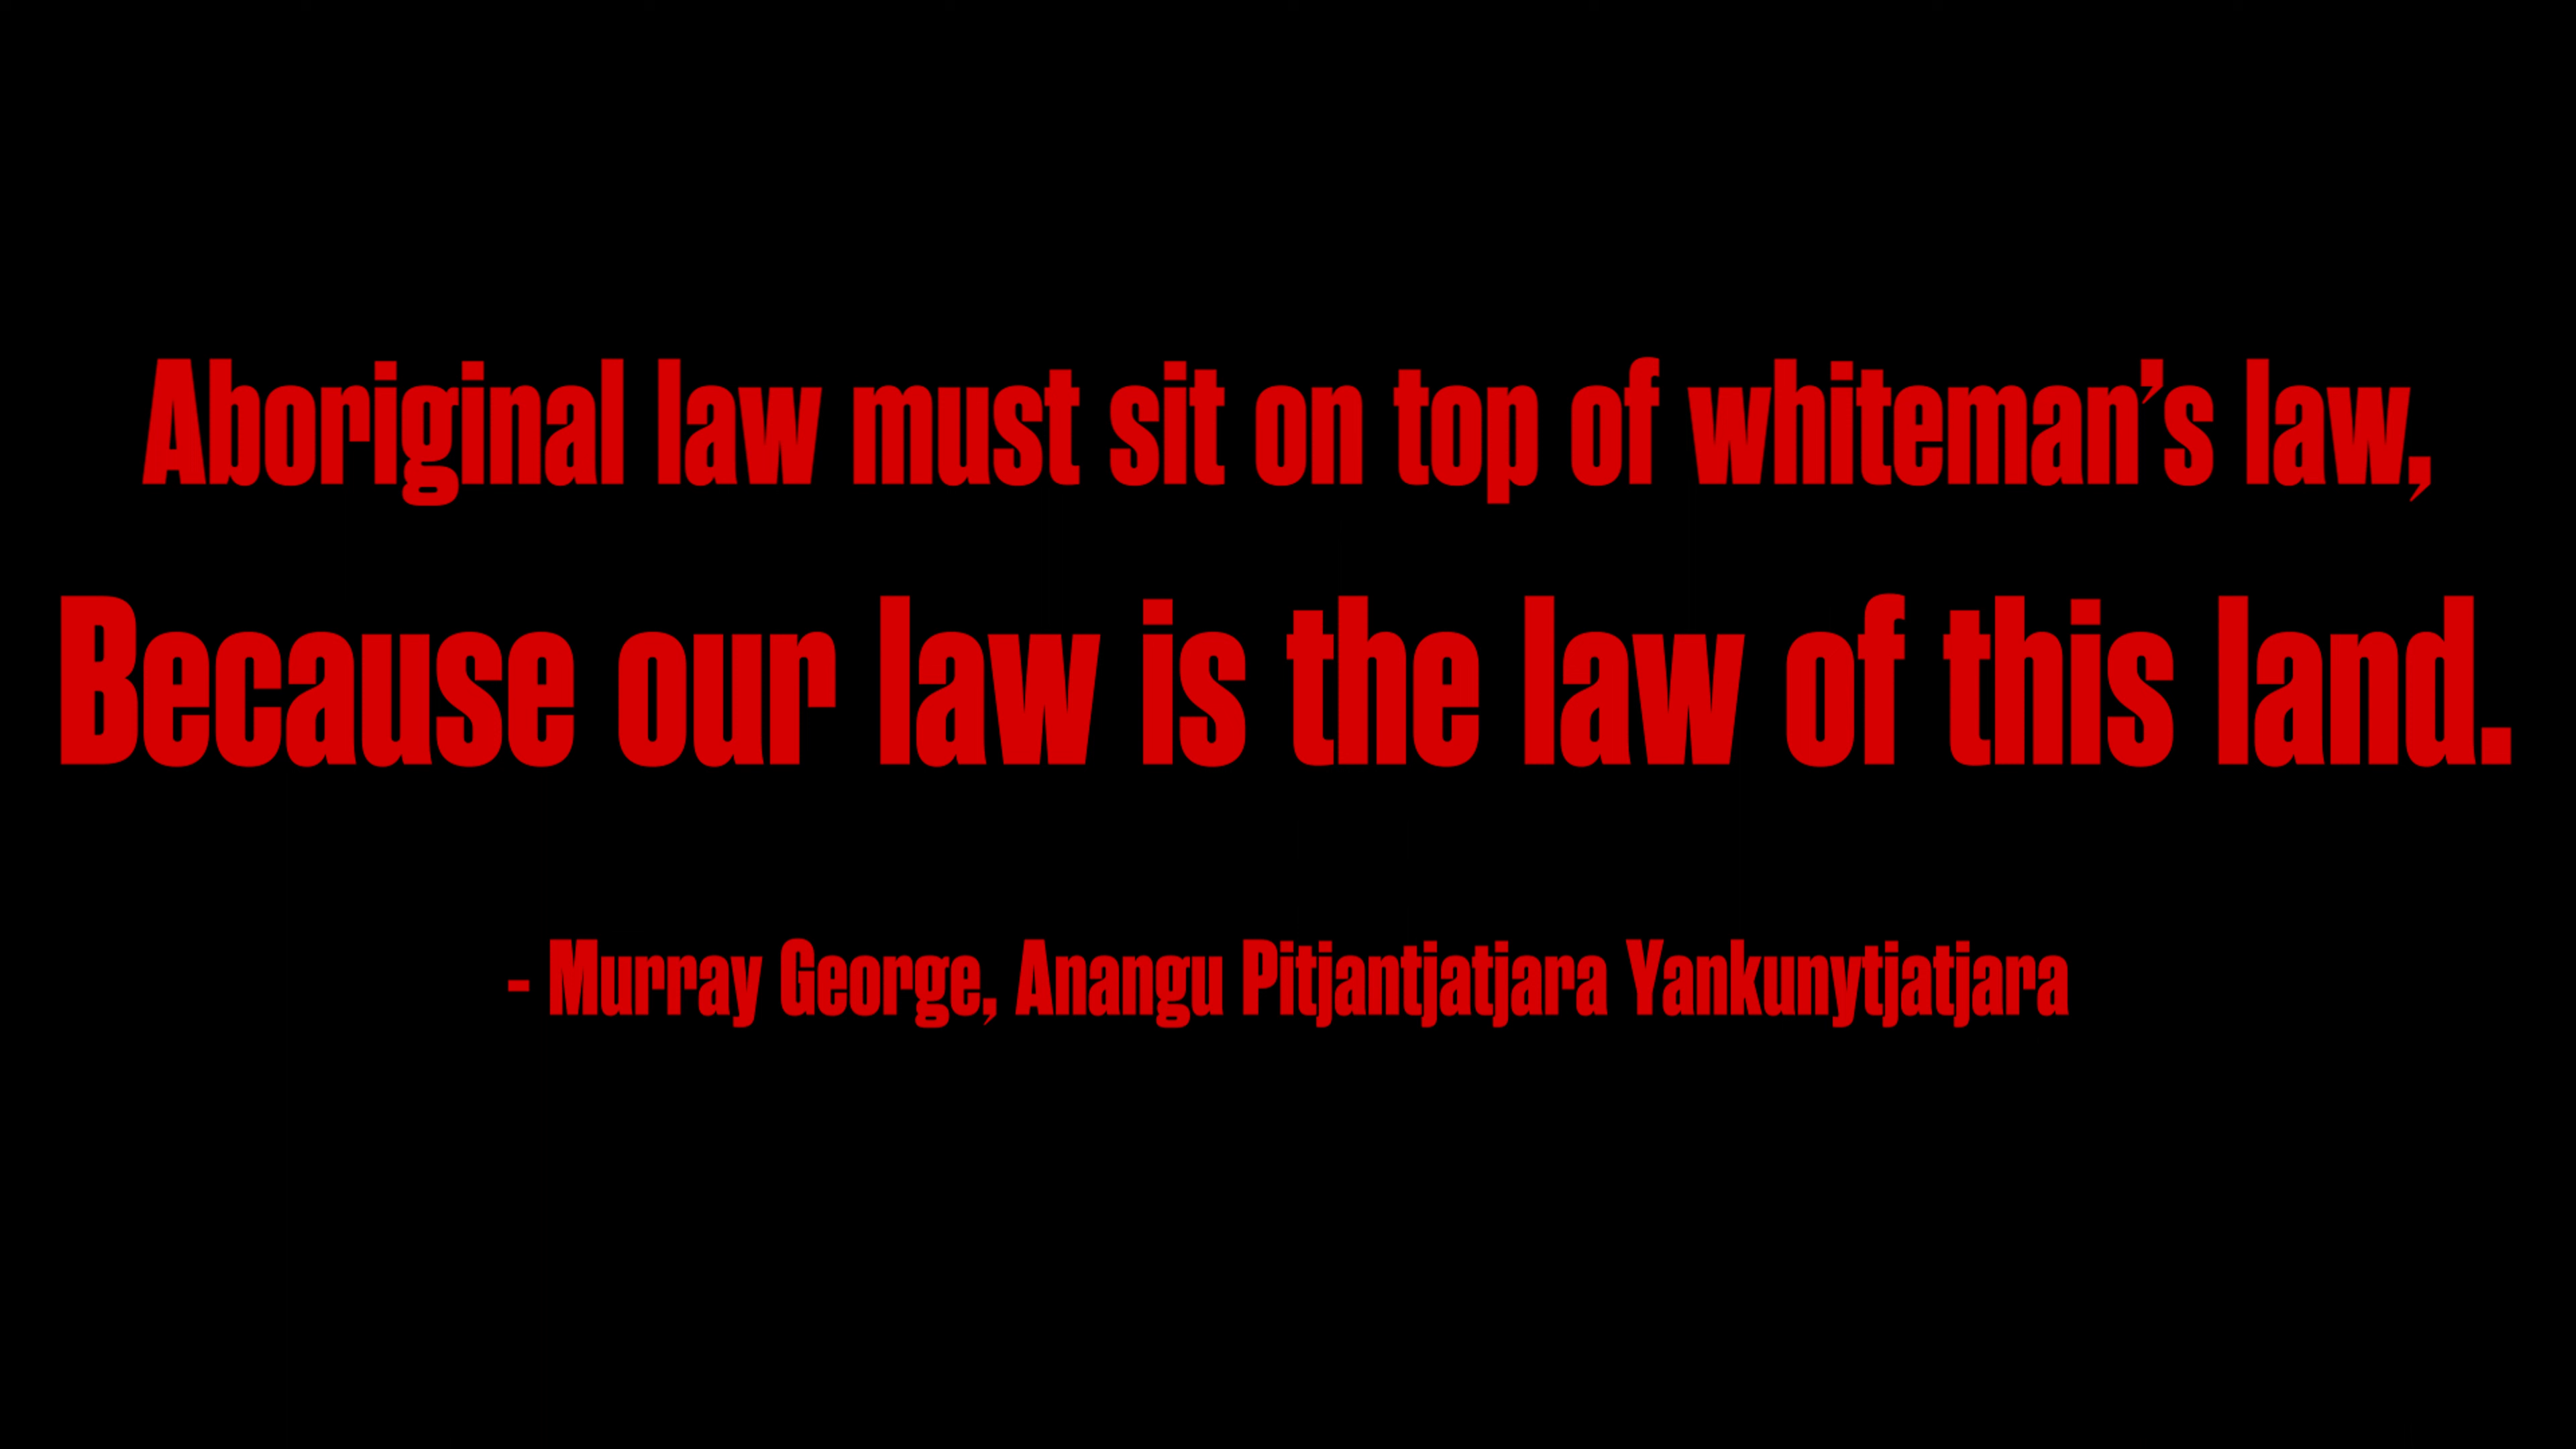 Aboriginal law must sit on top of whiteman's law,
Because our law is the law of this land.
- Murray George, Anangu Pitjantjatjara Yankunytjatjara